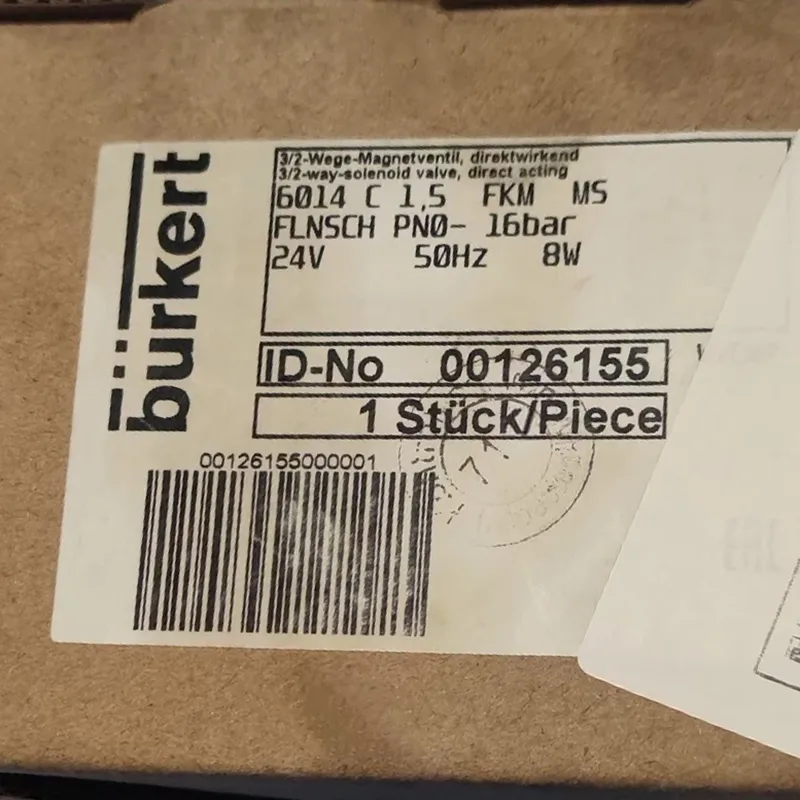 bürkert
3/2-Wege-Magnetventil, direktwirkend
3/2-way-solenoid valve, direct acting
6014 C 1,5 FKM MS
FLNSCH PN0- 16bar
24V 50Hz 8W
ID-No 00126155
1 Stück/Piece
00126155000001
EAC